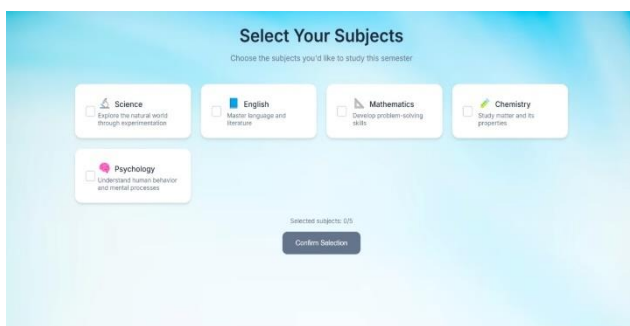 Select Your Subjects
Choose the subjects you'd like to study this semester
Science
Explore the natural world
through experimentation
English
Master language and
literature
Mathematics
Develop problem-solving
skills
Chemistry
Study matter and its
properties
Psychology
Understand human behavior
and mental processes
Selected subjects: 0/5
Confirm Selection